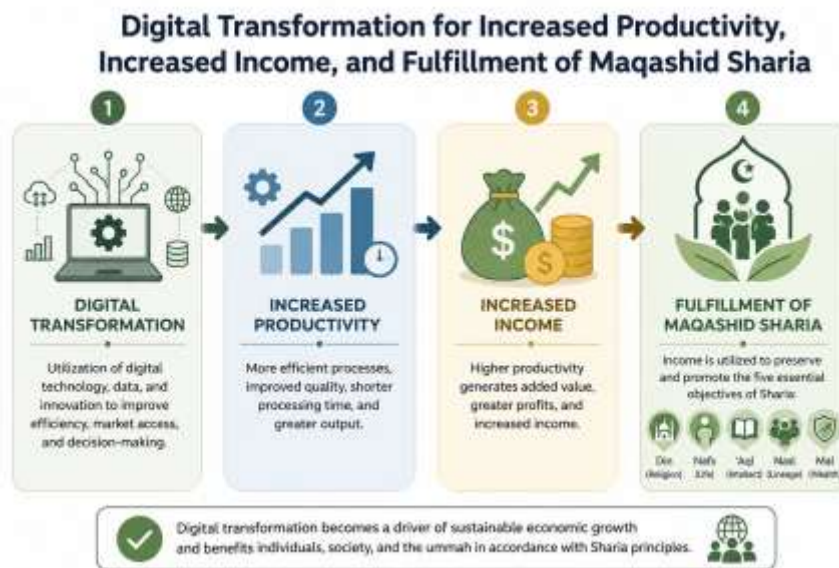 Digital Transformation for Increased Productivity,
Increased Income, and Fulfillment of Maqashid Sharia
1
DIGITAL
TRANSFORMATION
Utilization of digital
technology, data, and
innovation to improve
efficiency, market access,
and decision-making.
2
INCREASED
PRODUCTIVITY
More efficient processes,
improved quality, shorter
processing time, and
greater output.
3
$
$
INCREASED
INCOME
Higher productivity
generates added value,
greater profits, and
increased income.
4
FULFILLMENT OF
MAQASHID SHARIA
Income is utilized to preserve
and promote the five essential
objectives of Sharia:
Din
(Religion)
Nafs
(Life)
'Aql
(Intellect)
Nasl
(Lineage)
Mal
(Wealth)
Digital transformation becomes a driver of sustainable economic growth
and benefits individuals, society, and the ummah in accordance with Sharia principles.